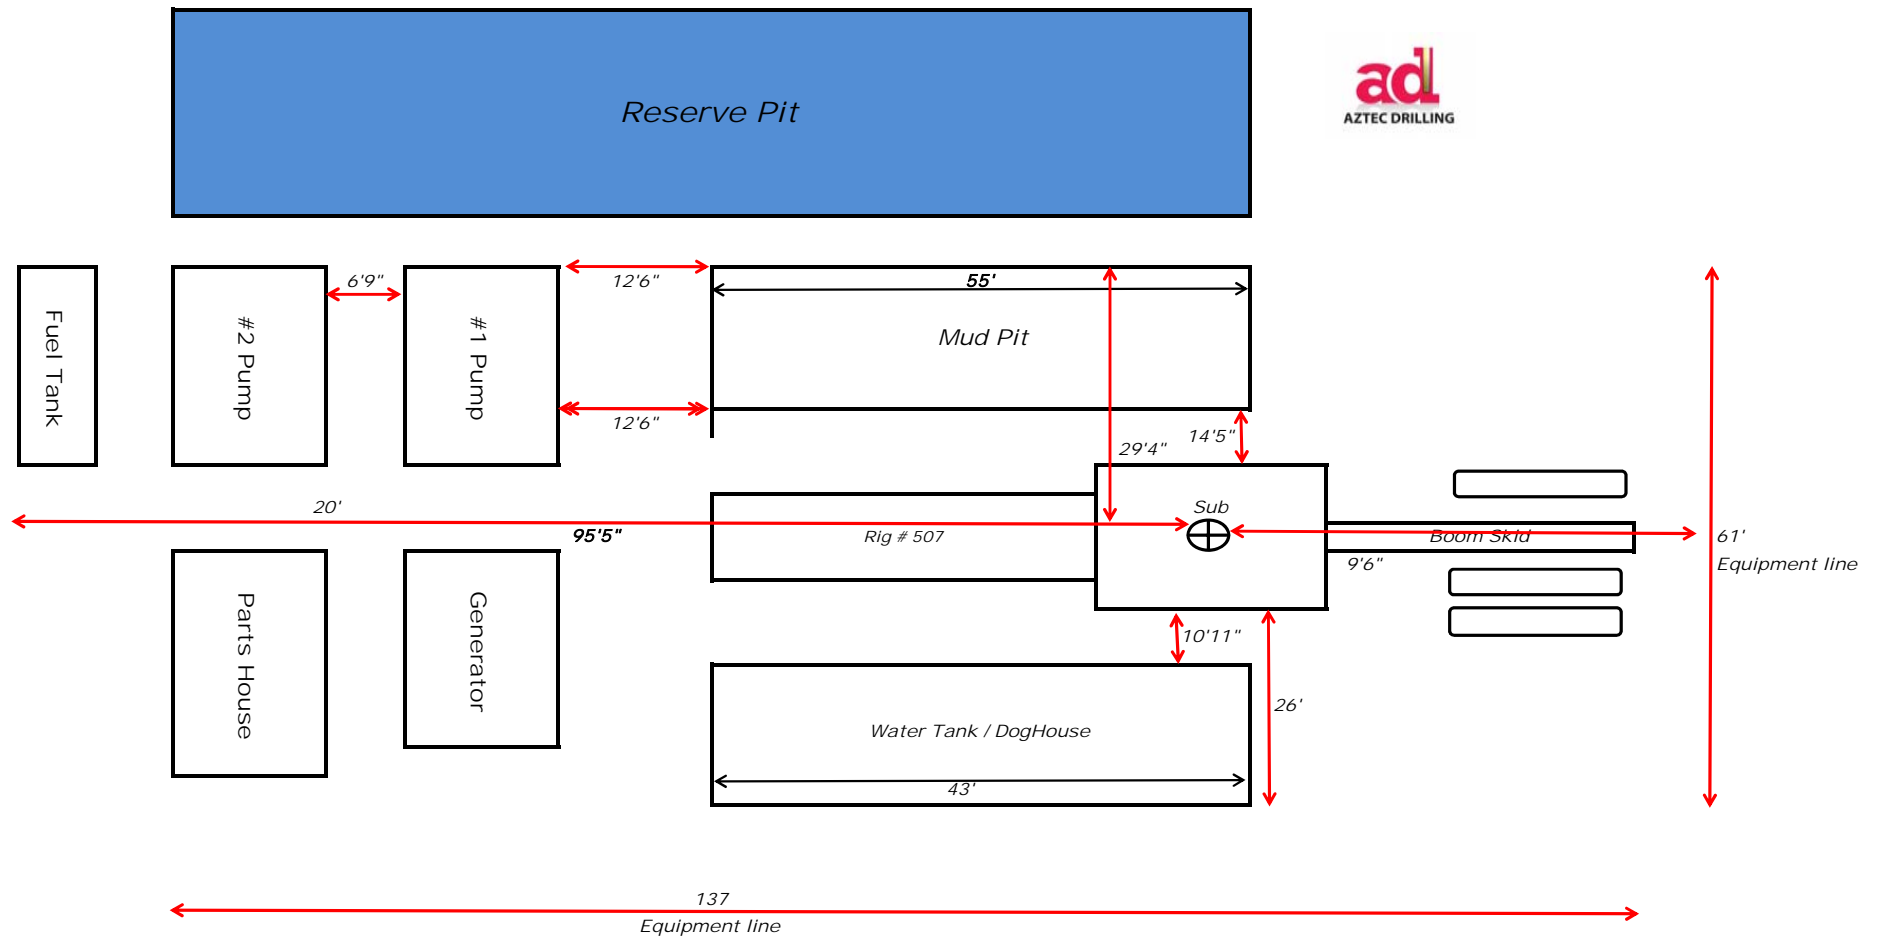 Reserve Pit
ad
AZTEC DRILLING
Fuel Tank
#2 Pump
6'9"
#1 Pump
12'6"
12'6"
55'
Mud Pit
29'4"
14'5"
20'
95'5"
Rig # 507
Sub
Boom Skid
9'6"
61'
Equipment line
Parts House
Generator
10'11"
26'
Water Tank / DogHouse
43'
137
Equipment line